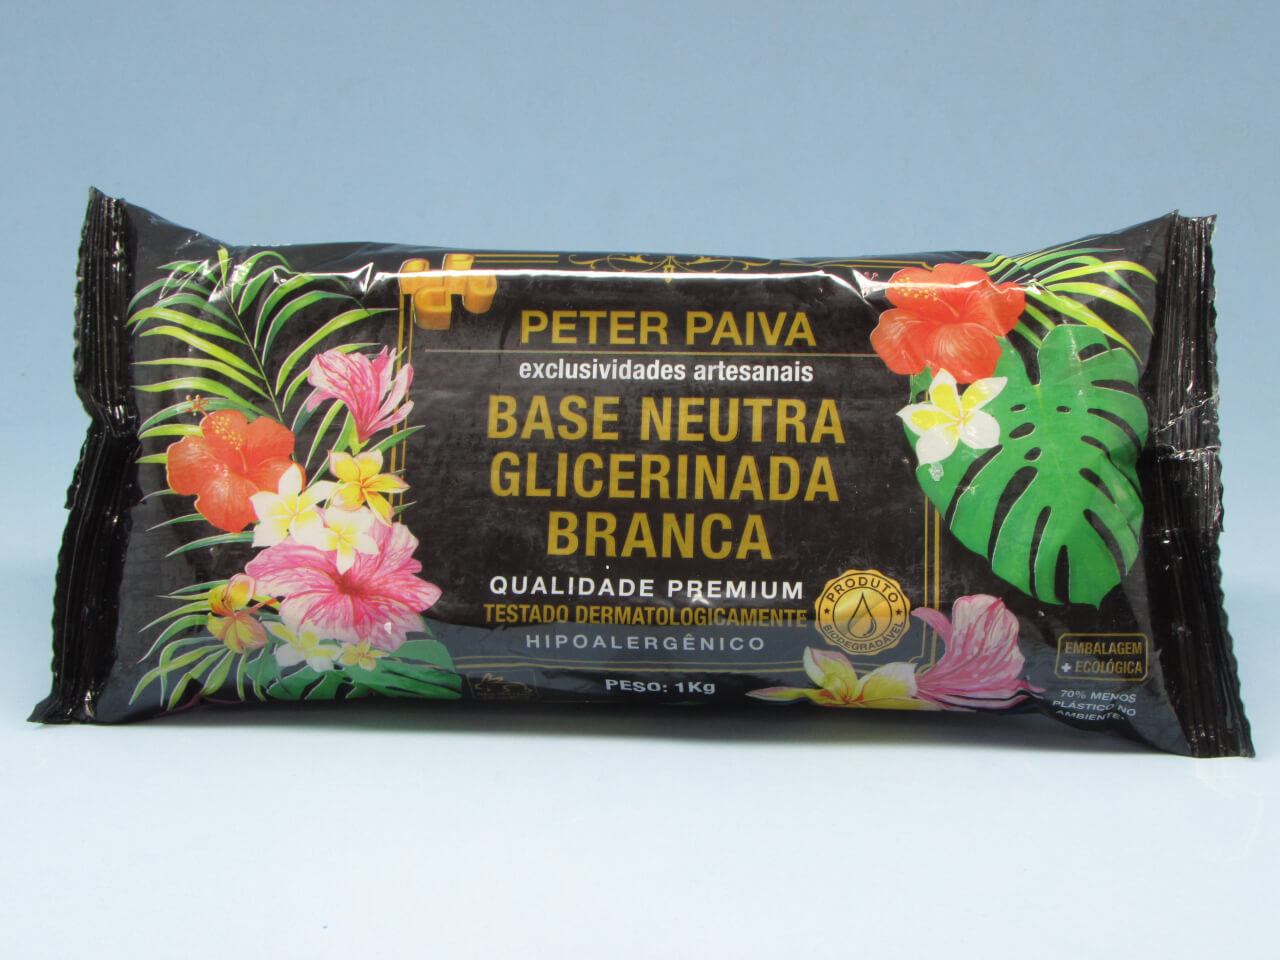 PETER PAIVA
exclusividades artesanais
BASE NEUTRA
GLICERINADA
BRANCA
QUALIDADE PREMIUM
TESTADO DERMATOLOGICAMENTE
HIPOALERGÊNICO
PESO: 1Kg
PRODUTO
BIODEGRADÁVEL
EMBALAGEM
+ ECOLÓGICA
70% MENOS
PLÁSTICO NO
AMBIENTE.